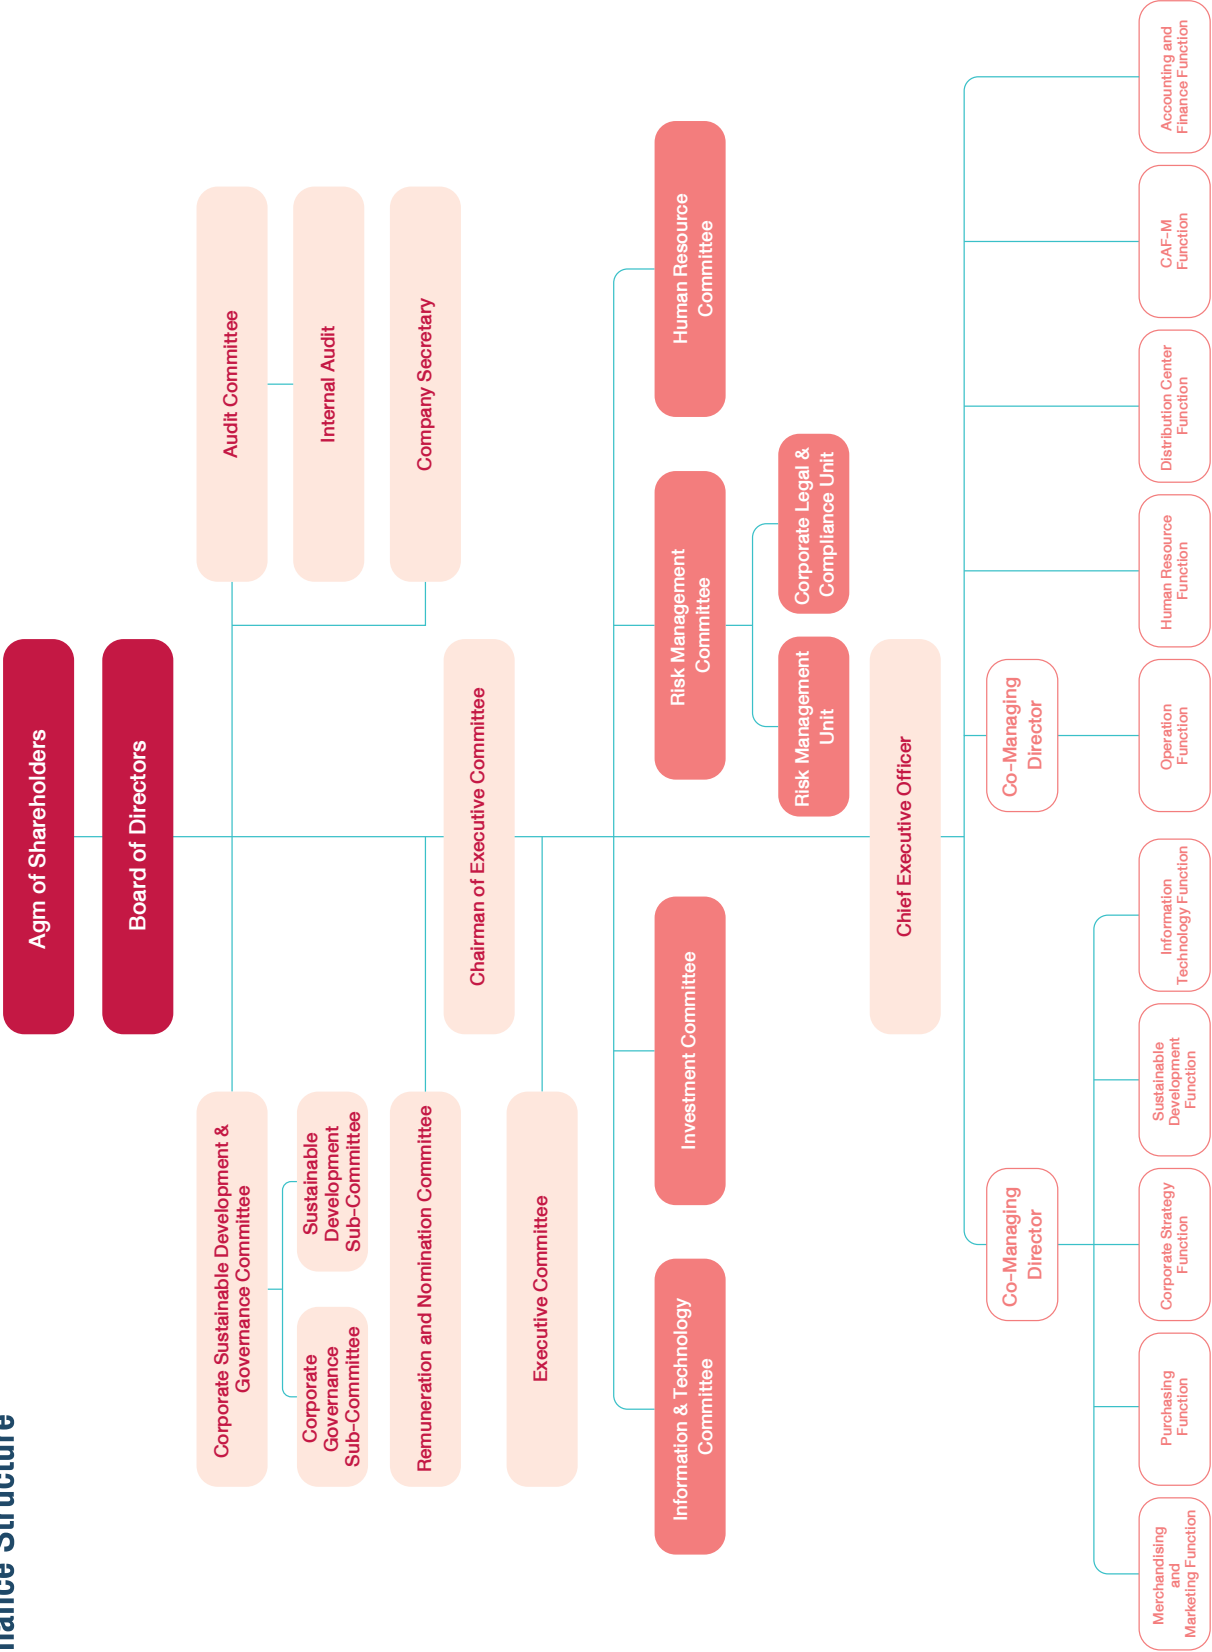 nance Structure
Agm of Shareholders
Board of Directors
Corporate Sustainable Development &
Governance Committee
Corporate
Governance
Sub-Committee
Sustainable
Development
Sub-Committee
Audit Committee
Internal Audit
Remuneration and Nomination Committee
Company Secretary
Chairman of Executive Committee
Executive Committee
Information & Technology
Committee
Investment Committee
Risk Management
Committee
Human Resource
Committee
Risk Management
Unit
Corporate Legal &
Compliance Unit
Chief Executive Officer
Co-Managing
Director
Co-Managing
Director
Merchandising
and
Marketing Function
Purchasing
Function
Corporate Strategy
Function
Sustainable
Development
Function
Information
Technology Function
Operation
Function
Human Resource
Function
Distribution Center
Function
CAF-M
Function
Accounting and
Finance Function